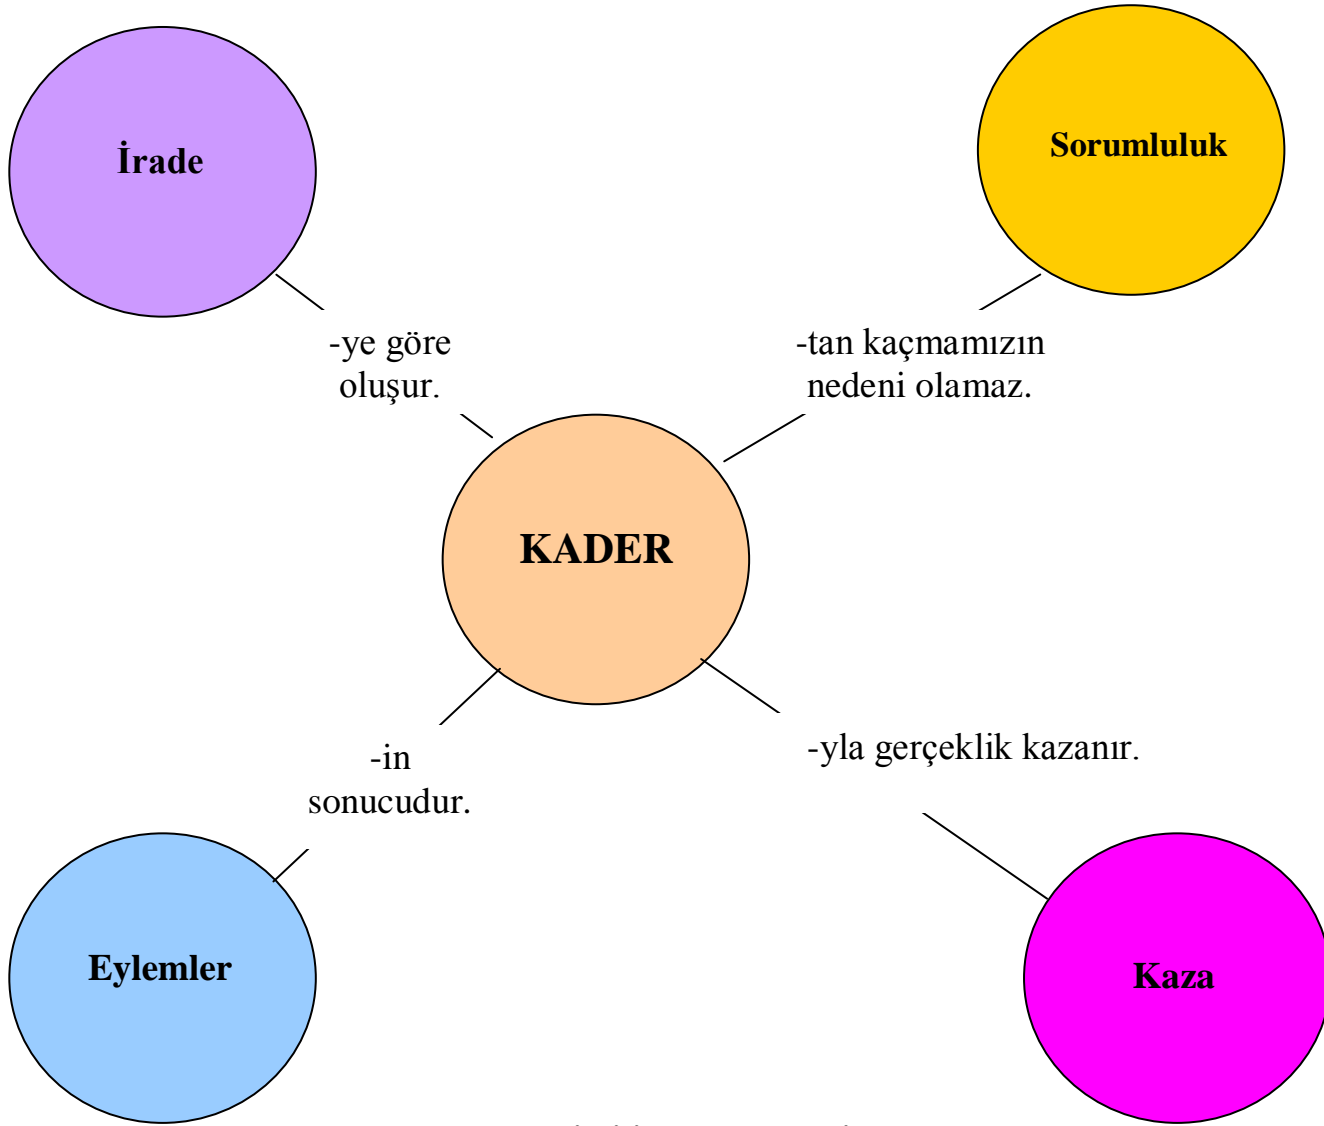 İrade
Sorumluluk
-ye göre
oluşur.
-tan kaçmamızın
nedeni olamaz.
KADER
-in
sonucudur.
-yla gerçeklik kazanır.
Eylemler
Kaza